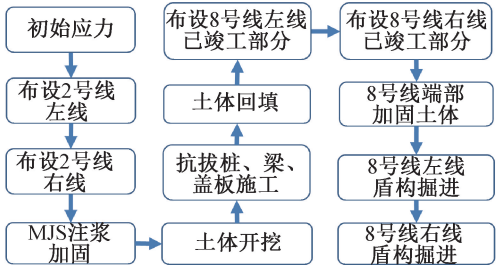 初始应力
布设2号线
左线
布设2号线
右线
MJS注浆
加固
土体开挖
抗拔桩、梁、
盖板施工
土体回填
布设8号线左线
已竣工部分
布设8号线右线
已竣工部分
8号线端部
加固土体
8号线左线
盾构掘进
8号线右线
盾构掘进